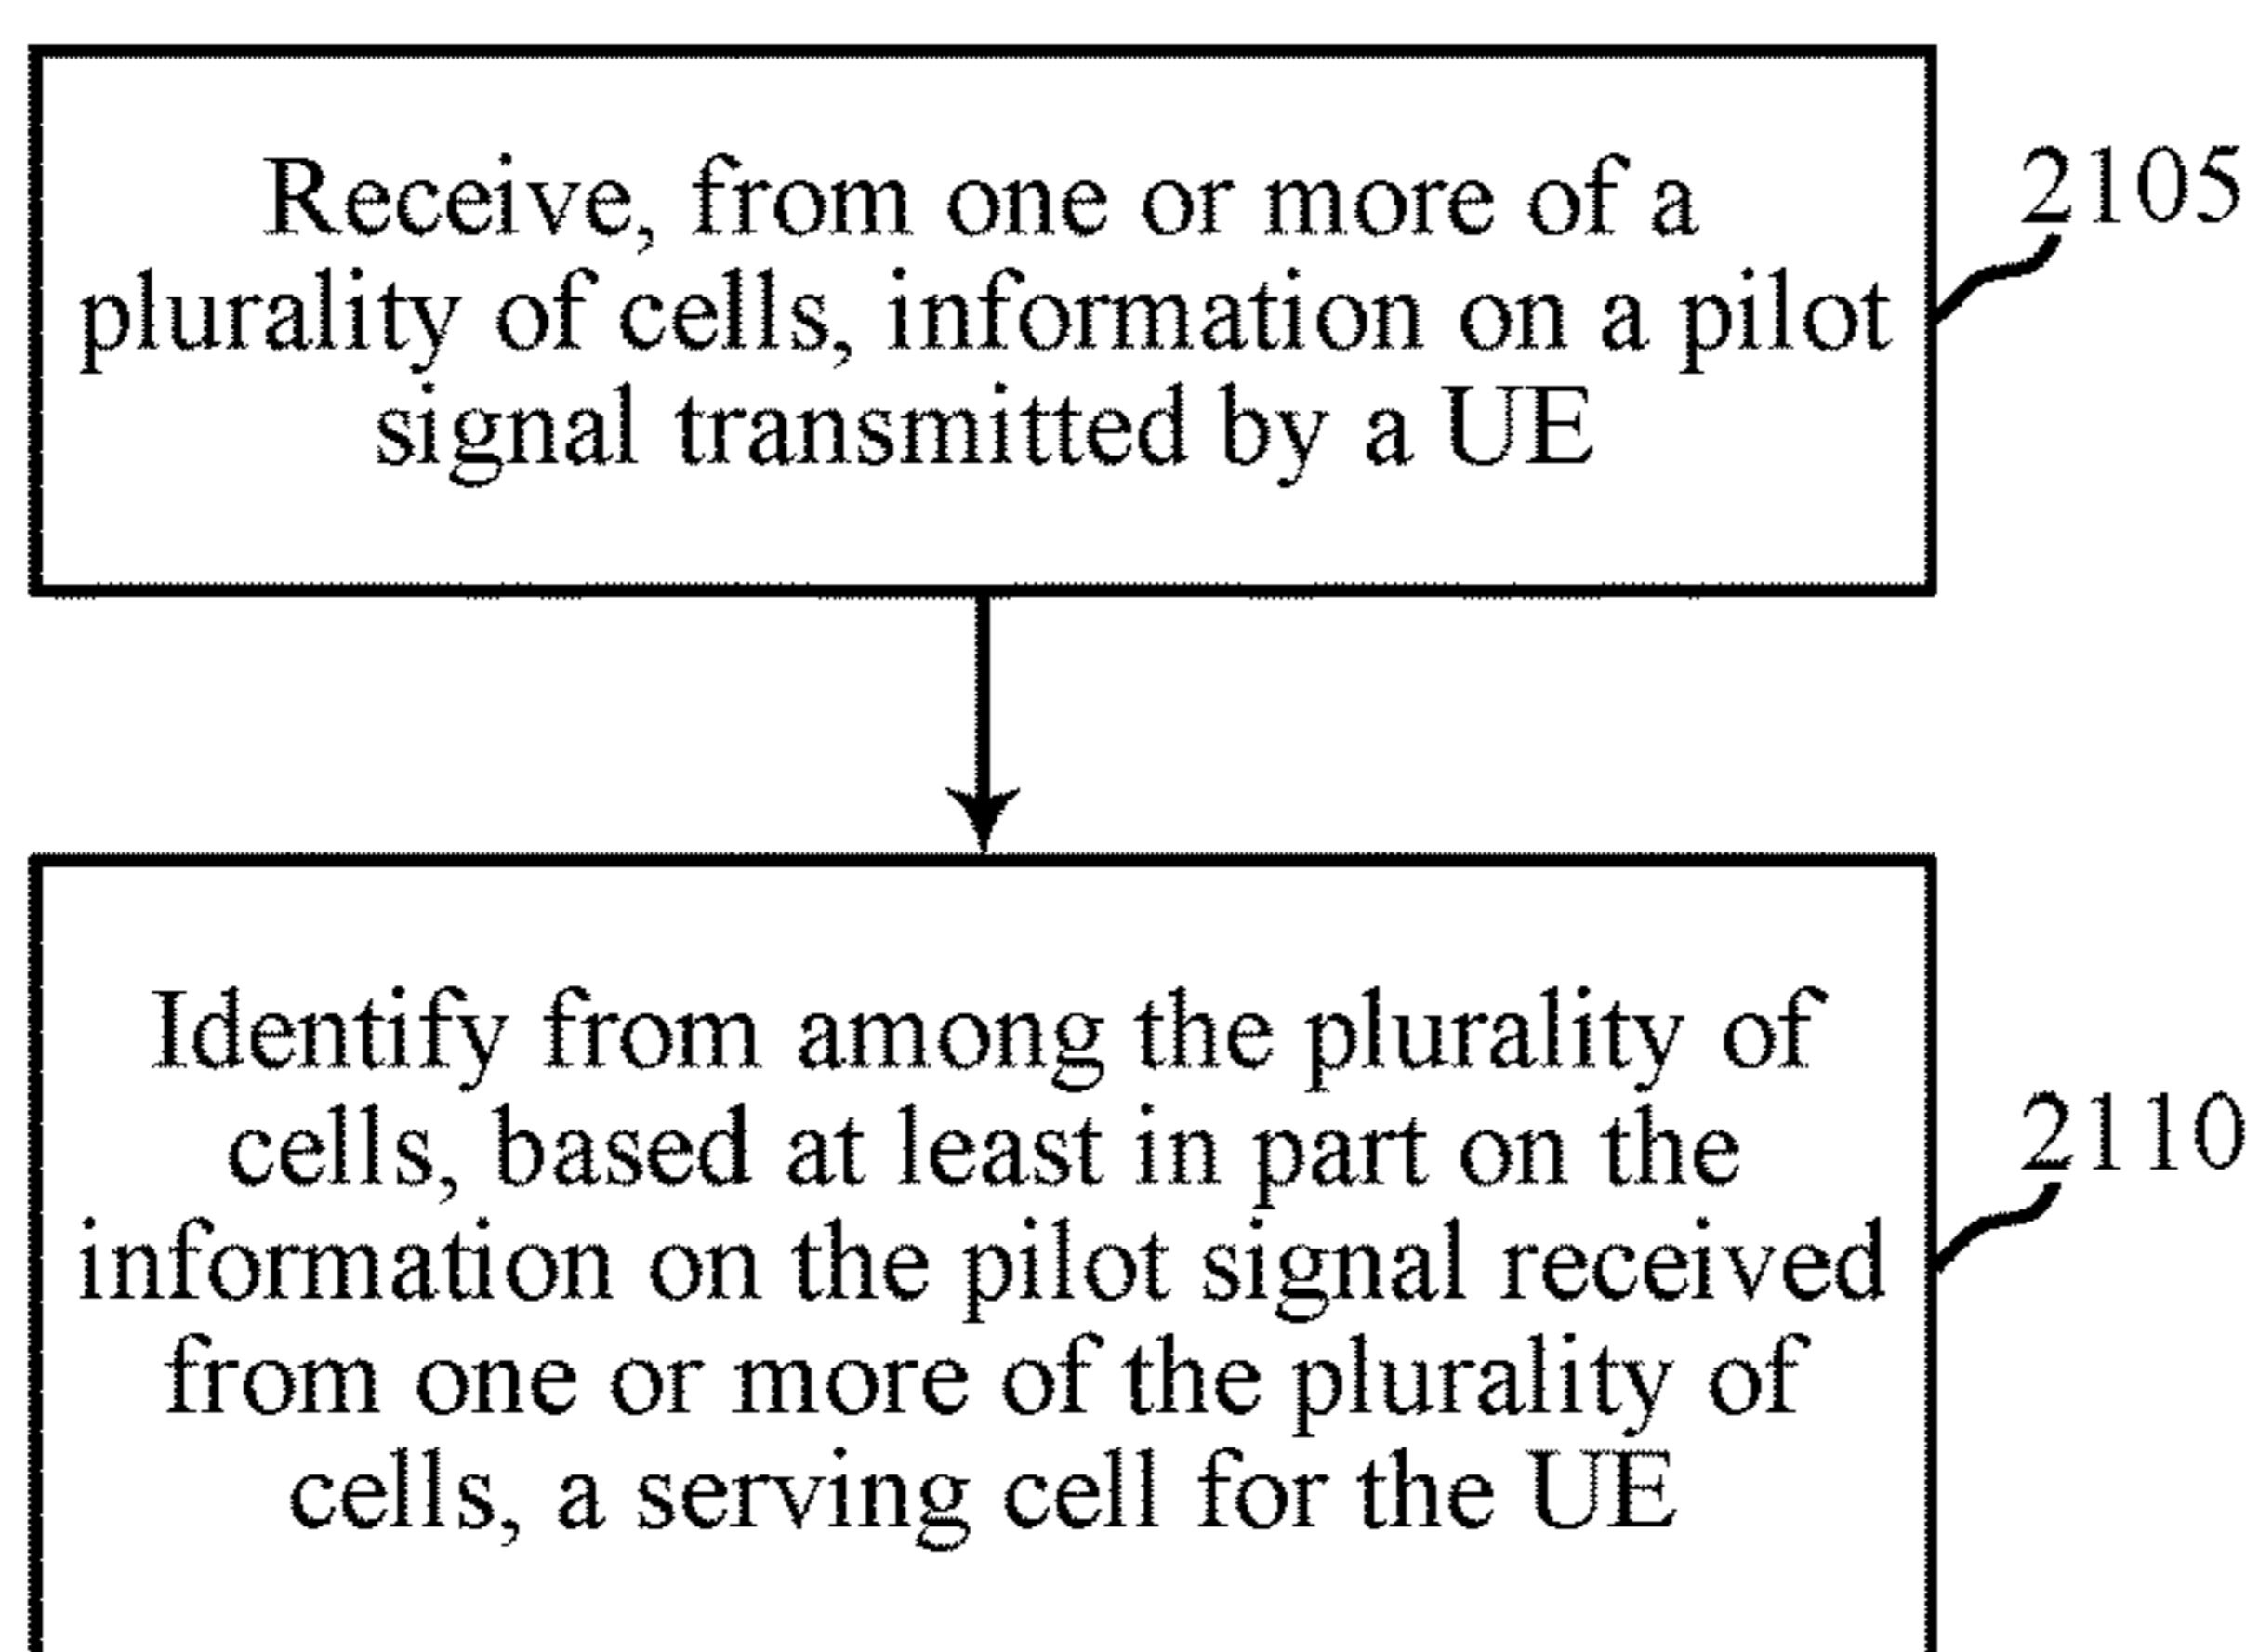 Receive, from one or more of a
plurality of cells, information on a pilot
signal transmitted by a UE
2105
Identify from among the plurality of
cells, based at least in part on the
information on the pilot signal received
from one or more of the plurality of
cells, a serving cell for the UE
2110